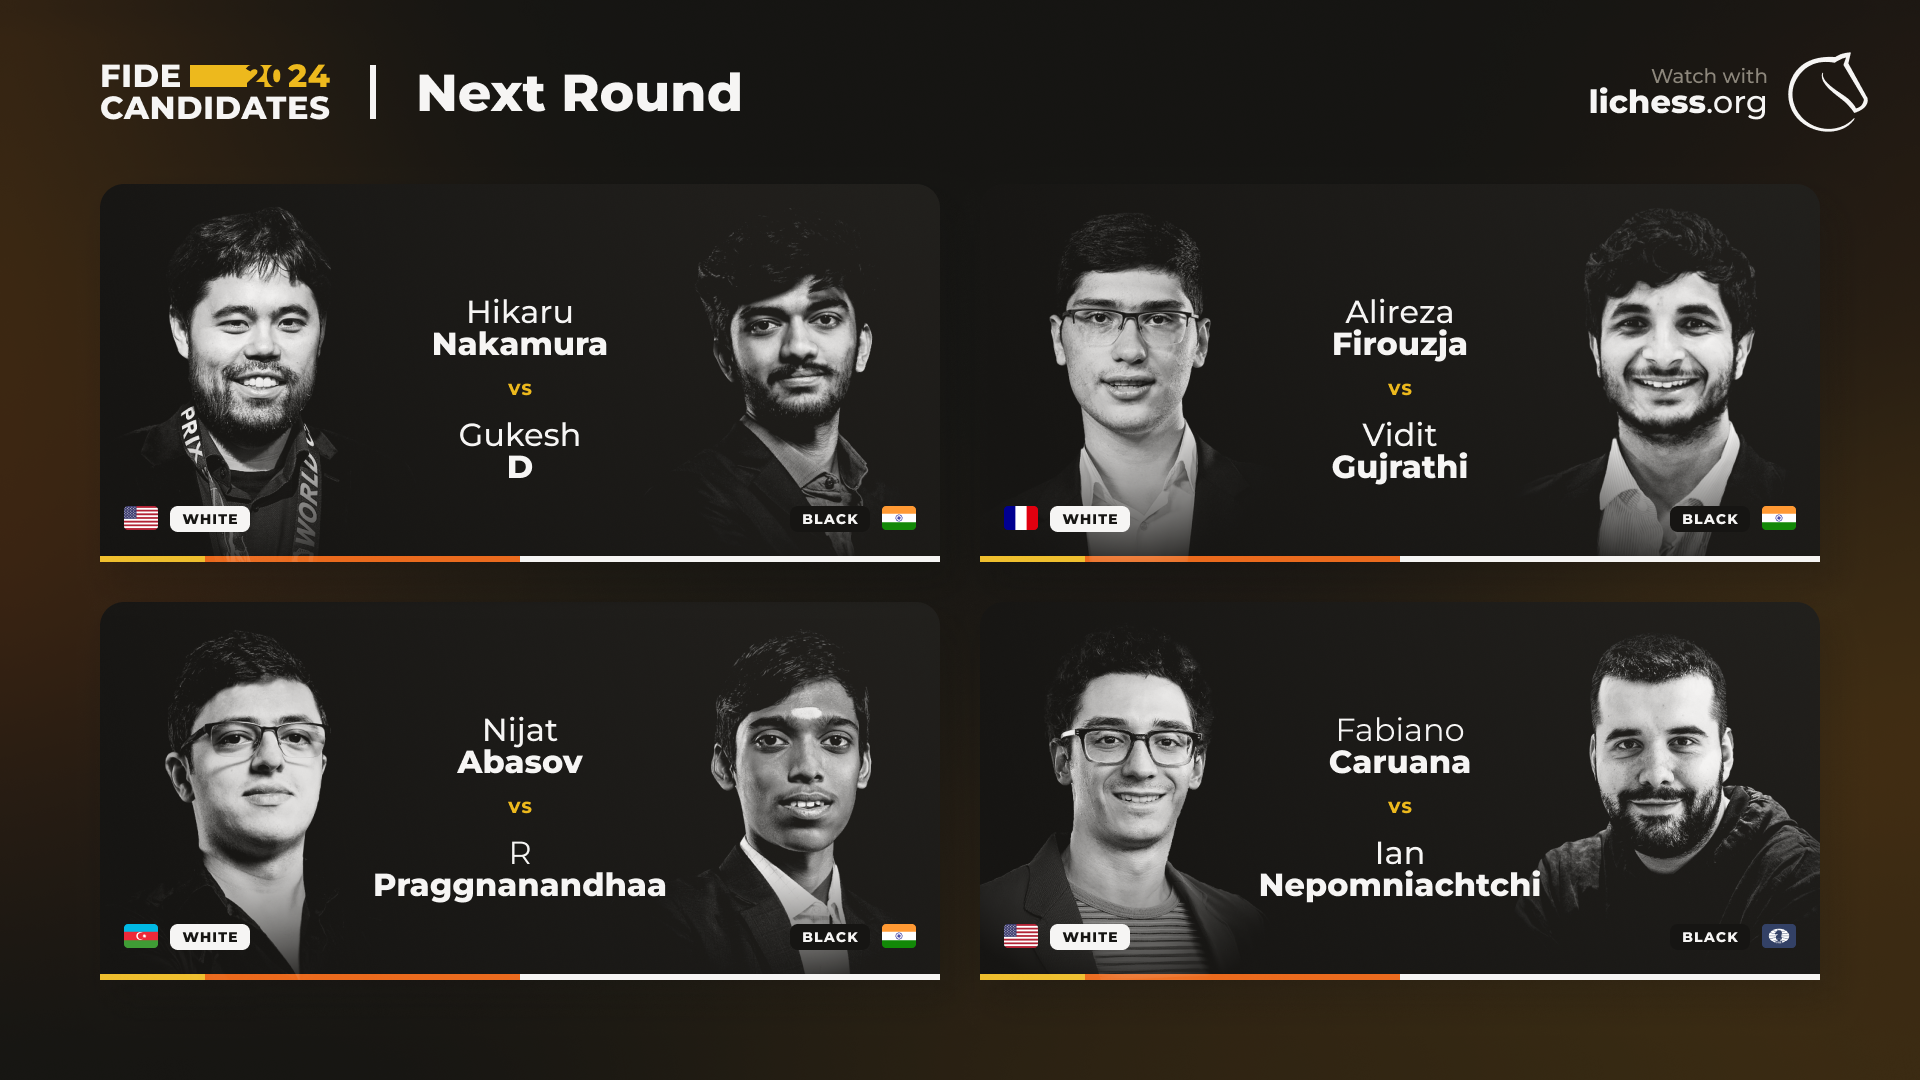 FIDE 2024
CANDIDATES
Next Round
Watch with
lichess.org
Hikaru
Nakamura
vs
Gukesh
D
PRIX
WORLD
WHITE
BLACK
Alireza
Firouzja
vs
Vidit
Gujrathi
WHITE
BLACK
Nijat
Abasov
vs
R
Praggnanandhaa
WHITE
BLACK
Fabiano
Caruana
vs
Ian
Nepomniachtchi
WHITE
BLACK